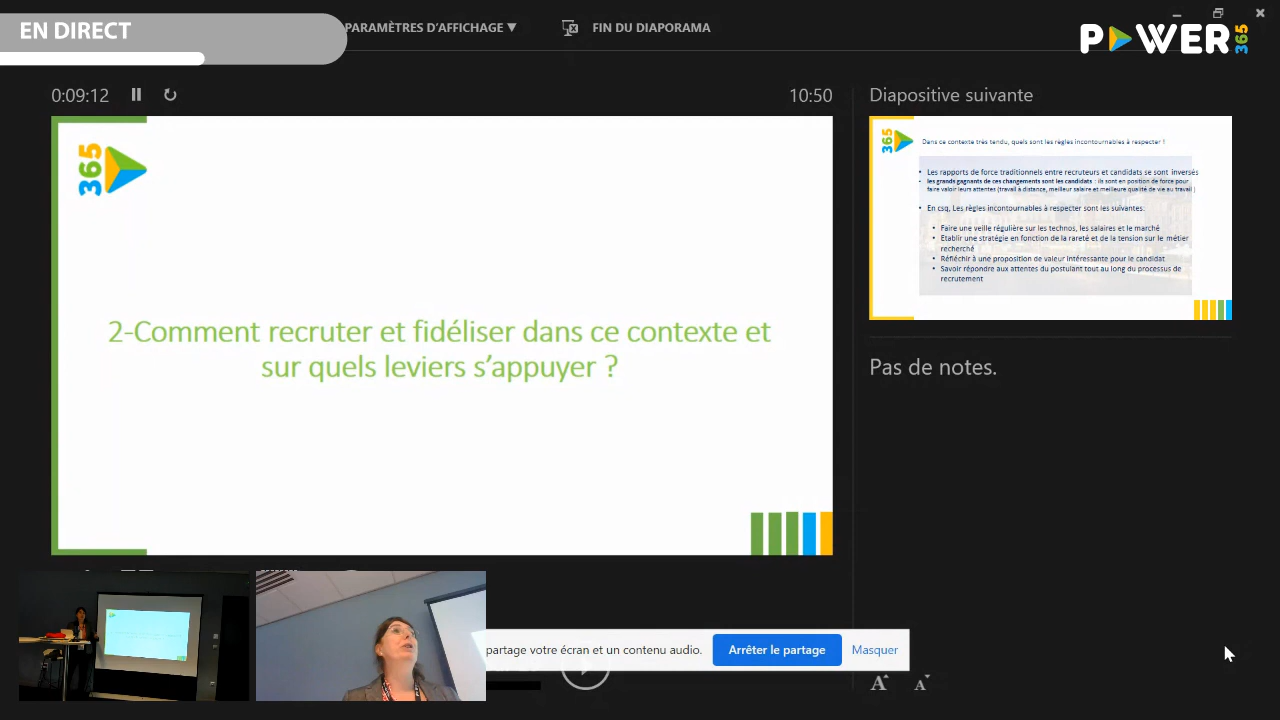 EN DIRECT
PARAMÈTRES D'AFFICHAGE ▼
FIN DU DIAPORAMA
POWER 365
0:09:12
10:50
Diapositive suivante
365
2-Comment recruter et fidéliser dans ce contexte et
sur quels leviers s'appuyer ?
365
Dans ce contexte très tendu, quels sont les règles incontournables à respecter !
• Les rapports de force traditionnels entre recruteurs et candidats se sont inversés
• les grands gagnants de ces changements sont les candidats : ils sont en position de force pour
faire valoir leurs attentes (travail à distance, meilleur salaire et meilleure qualité de vie au travail )
• En csq, Les règles incontournables à respecter sont les suivantes:
• Faire une veille régulière sur les technos, les salaires et le marché
• Etablir une stratégie en fonction de la rareté et de la tension sur le métier
recherché
• Réfléchir à une proposition de valeur intéressante pour le candidat
• Savoir répondre aux attentes du postulant tout au long du processus de
recrutement
Pas de notes.
partage votre écran et un contenu audio.
Arrêter le partage
Masquer
A A